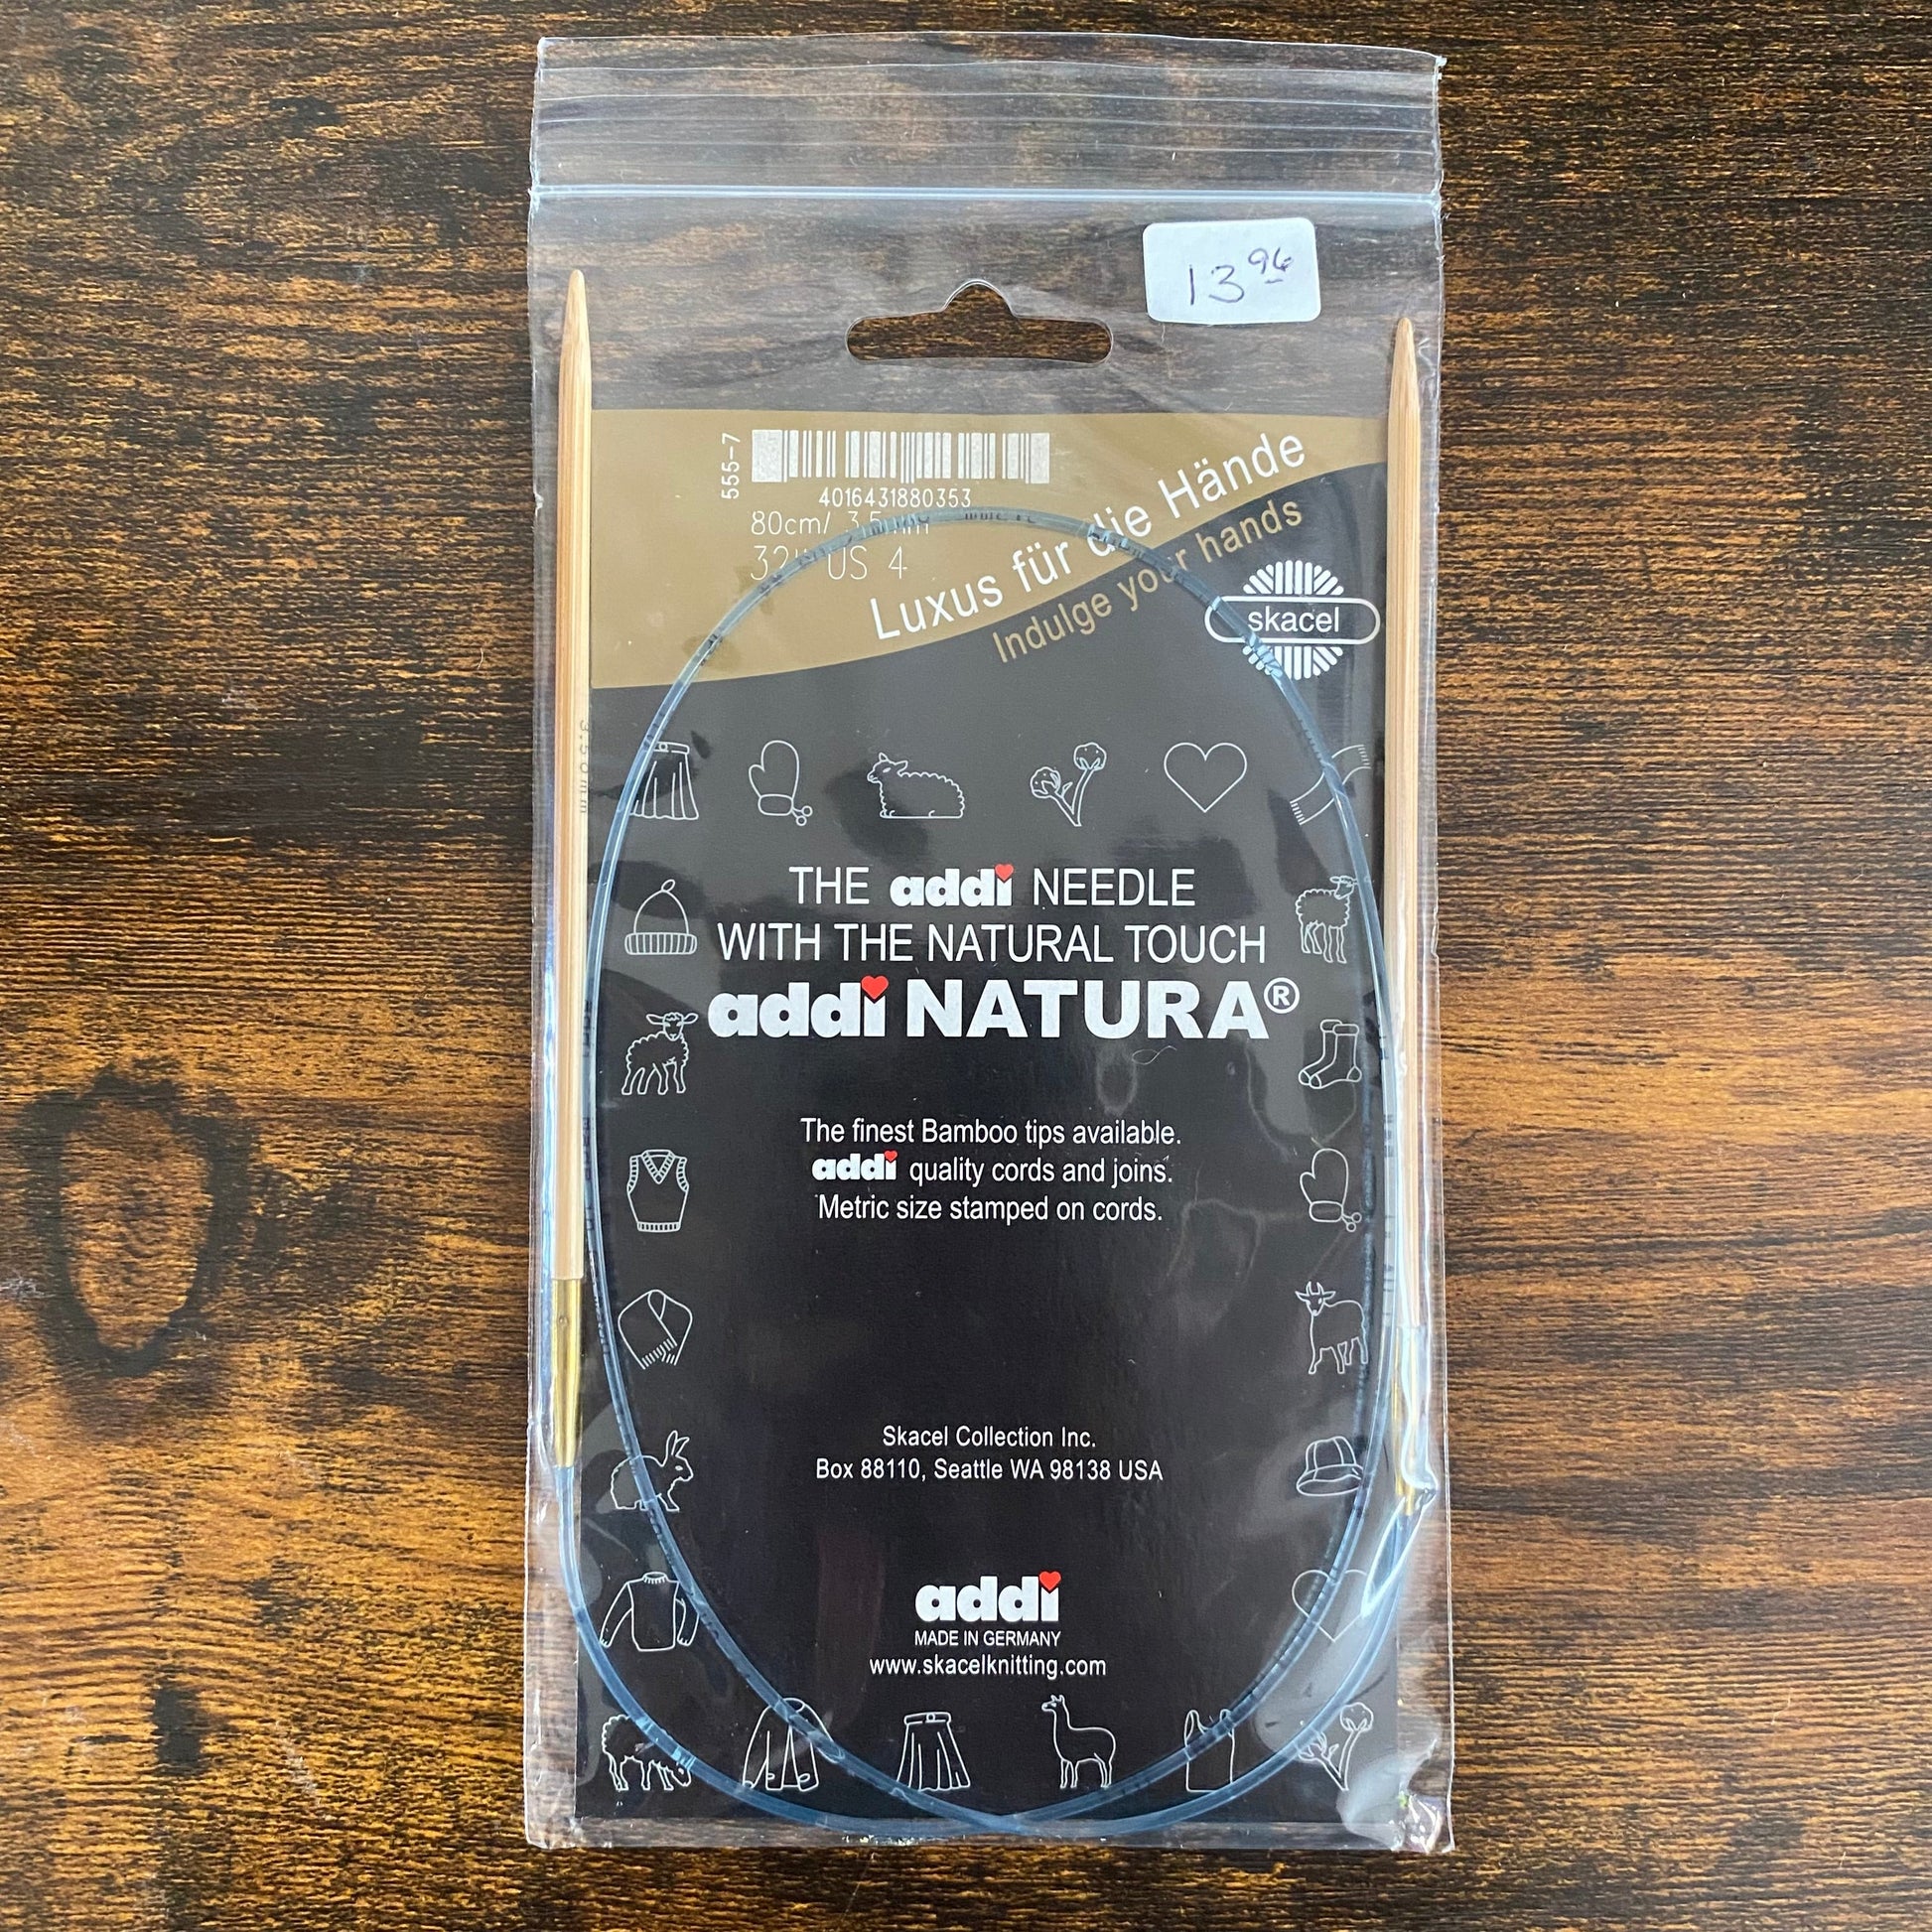 13 96
555-7
4016431880353
80cm/ 3.5 mm
32" US 4
Luxus für die Hände
Indulge your hands
skacel
3.50mm
THE addi NEEDLE
WITH THE NATURAL TOUCH
addi NATURA®
The finest Bamboo tips available.
addi quality cords and joins.
Metric size stamped on cords.
Skacel Collection Inc.
Box 88110, Seattle WA 98138 USA
addi
MADE IN GERMANY
www.skacelknitting.com